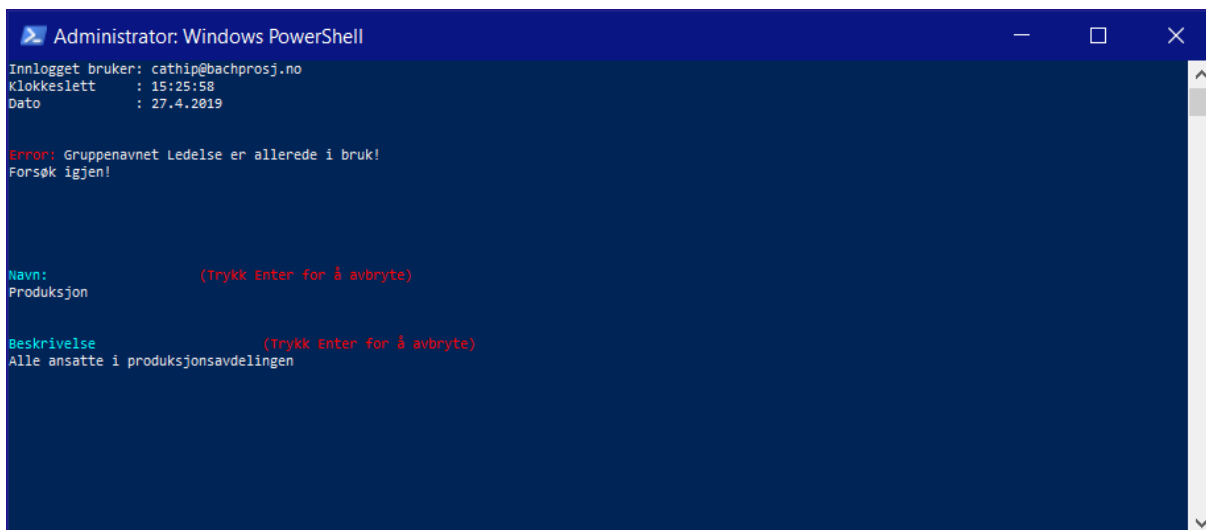 Administrator: Windows PowerShell
Innlogget bruker: cathip@bachprosj.no
Klokkeslett : 15:25:58
Dato : 27.4.2019
Error: Gruppenavnet Ledelse er allerede i bruk!
Forsøk igjen!
Navn: (Trykk Enter for å avbryte)
Produksjon
Beskrivelse (Trykk Enter for å avbryte)
Alle ansatte i produksjonsavdelingen